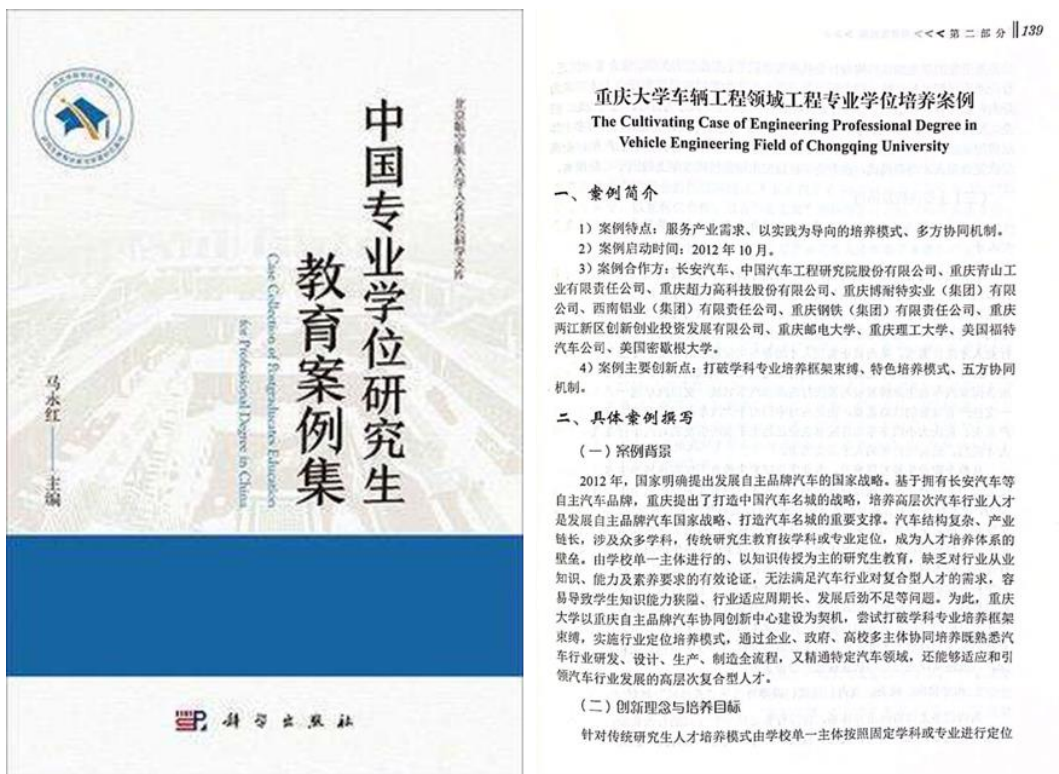 北京航空航天大学人文社会科学文库
中国专业学位研究生
教育案例集
Case Collection of Postgraduates Education
for Professional Degree in China
马永红——主编
科学出版社
<<< 第二部分 ‖139
重庆大学车辆工程领域工程专业学位培养案例
The Cultivating Case of Engineering Professional Degree in
Vehicle Engineering Field of Chongqing University
一、案例简介
1）案例特点：服务产业需求、以实践为导向的培养模式、多方协同机制。
2）案例启动时间：2012 年 10 月。
3）案例合作方：长安汽车、中国汽车工程研究院股份有限公司、重庆青山工
业有限责任公司、重庆超力高科技股份有限公司、重庆博耐特实业（集团）有限
公司、西南铝业（集团）有限责任公司、重庆钢铁（集团）有限责任公司、重庆
两江新区创新创业投资发展有限公司、重庆邮电大学、重庆理工大学、美国福特
汽车公司、美国密歇根大学。
4）案例主要创新点：打破学科专业培养框架束缚、特色培养模式、五方协同
机制。
二、具体案例撰写
（一）案例背景
2012 年，国家明确提出发展自主品牌汽车的国家战略。基于拥有长安汽车等
自主汽车品牌，重庆提出了打造中国汽车名城的战略，培养高层次汽车行业人才
是发展自主品牌汽车国家战略、打造汽车名城的重要支撑。汽车结构复杂、产业
链长，涉及众多学科，传统研究生教育按学科或专业定位，成为人才培养体系的
壁垒。由学校单一主体进行的、以知识传授为主的研究生教育，缺乏对行业从业
知识、能力及素养要求的有效论证，无法满足汽车行业对复合型人才的需求，容
易导致学生知识能力狭隘、行业适应周期长、发展后劲不足等问题。为此，重庆
大学以重庆自主品牌汽车协同创新中心建设为契机，尝试打破学科专业培养框架
束缚，实施行业定位培养模式，通过企业、政府、高校多主体协同培养既熟悉汽
车行业研发、设计、生产、制造全流程，又精通特定汽车领域，还能够适应和引
领汽车行业发展的高层次复合型人才。
（二）创新理念与培养目标
针对传统研究生人才培养模式由学校单一主体按照固定学科或专业进行定位